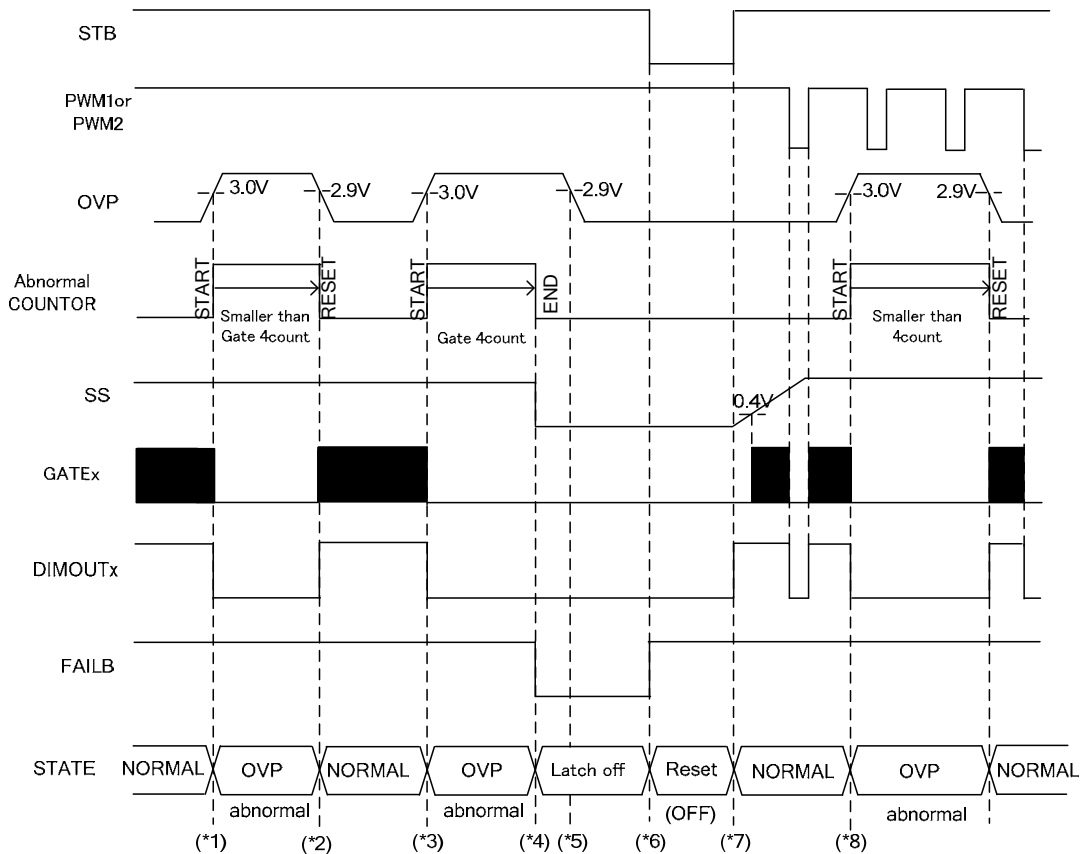 STB
PWM1or
PWM2
OVP
3.0V
2.9V
3.0V
2.9V
3.0V
2.9V
Abnormal
COUNTOR
START
RESET
START
END
START
RESET
Smaller than
Gate 4count
Gate 4count
Smaller than
4count
SS
0.4V
GATEx
DIMOUTx
FAILB
STATE
NORMAL
OVP
NORMAL
OVP
Latch off
Reset
NORMAL
OVP
NORMAL
abnormal
abnormal
(OFF)
abnormal
(*1)
(*2)
(*3)
(*4)
(*5)
(*6)
(*7)
(*8)